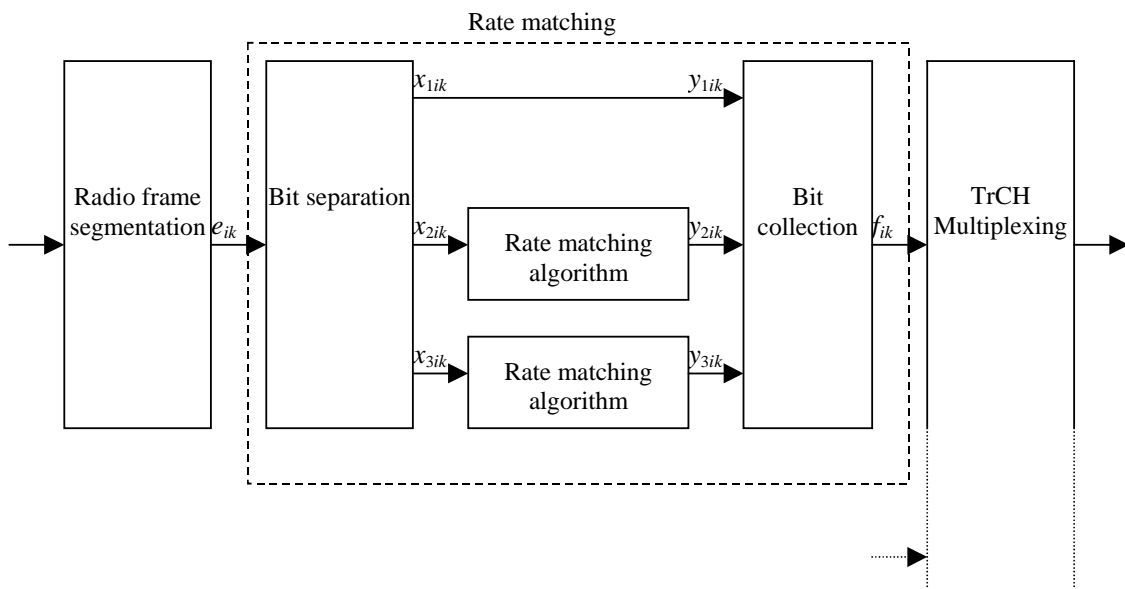 Rate matching
x1ik
y1ik
Radio frame
segmentation
eik
Bit separation
x2ik
Rate matching
algorithm
y2ik
Bit
collection
fik
TrCH
Multiplexing
x3ik
Rate matching
algorithm
y3ik